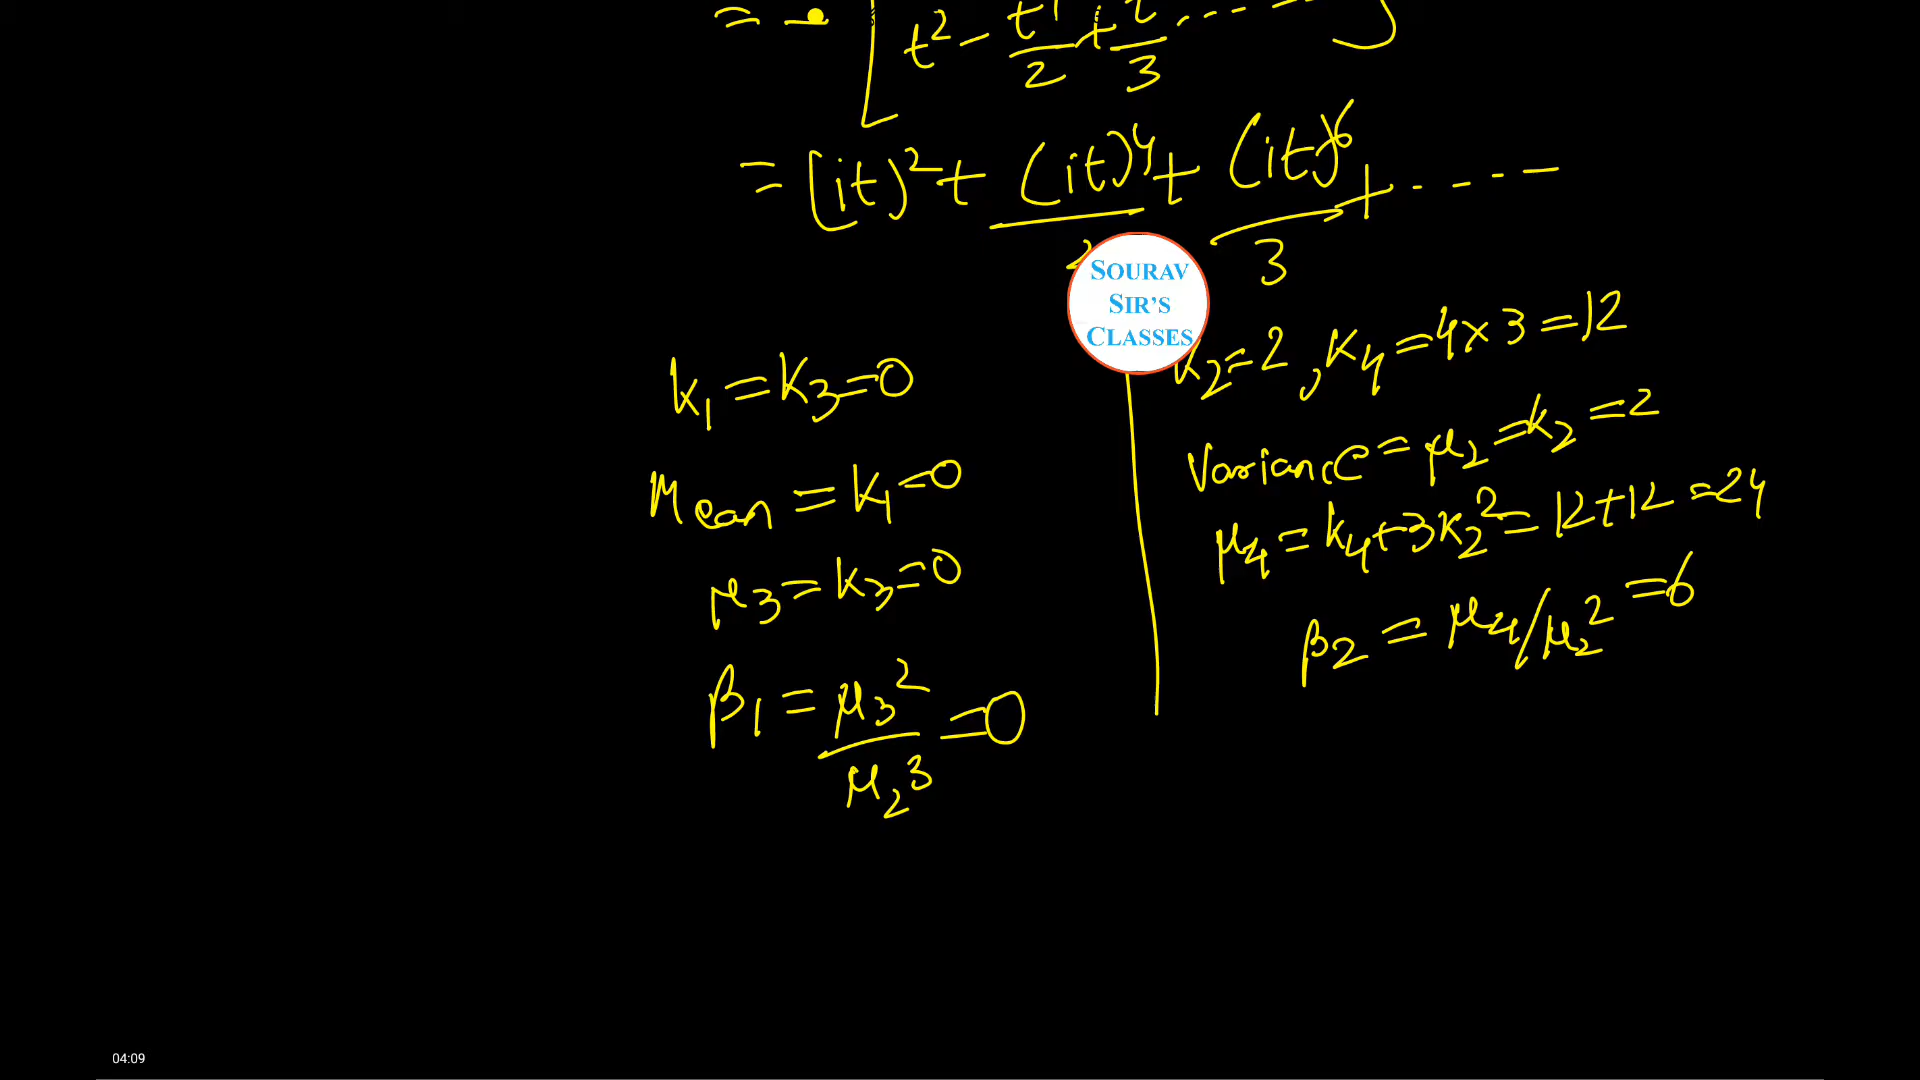 = - [ t² - t⁴/2 + t/3 ..... ]
= (it)² + (it)⁴/2 + (it)⁶/3 + ....
SOURAV
SIR'S
CLASSES
k₁ = k₃ = 0
Mean = k₁ = 0
μ₃ = k₃ = 0
β₁ = μ₃²/μ₂³ = 0
k₂ = 2, k₄ = 4 × 3 = 12
Variance = μ₂ = k₂ = 2
μ₄ = k₄ + 3k₂² = 12 + 12 = 24
β₂ = μ₄/μ₂² = 6
04:09